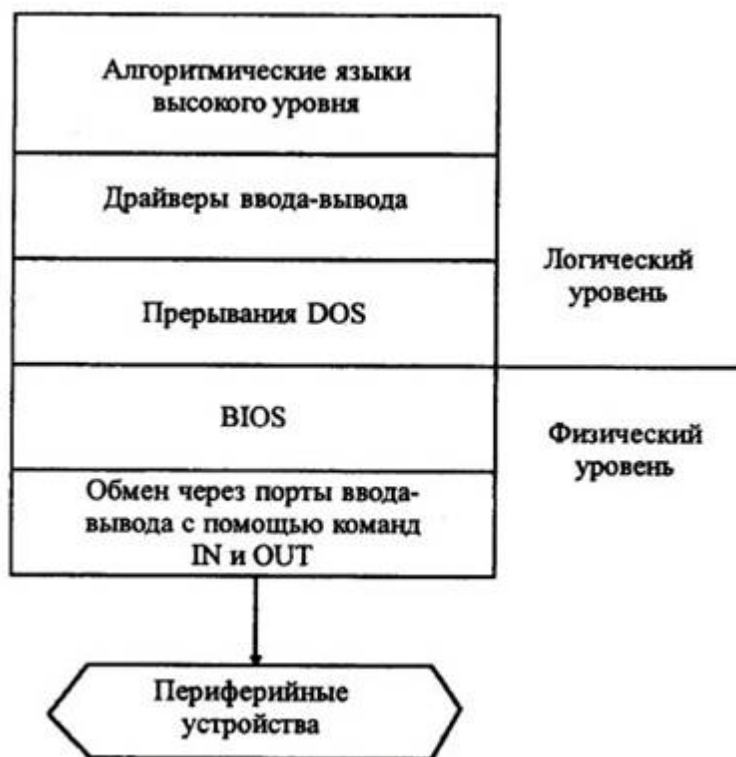 Алгоритмические языки
высокого уровня
Драйверы ввода-вывода
Логический
уровень
Прерывания DOS
BIOS
Физический
уровень
Обмен через порты ввода-
вывода с помощью команд
IN и OUT
Периферийные
устройства